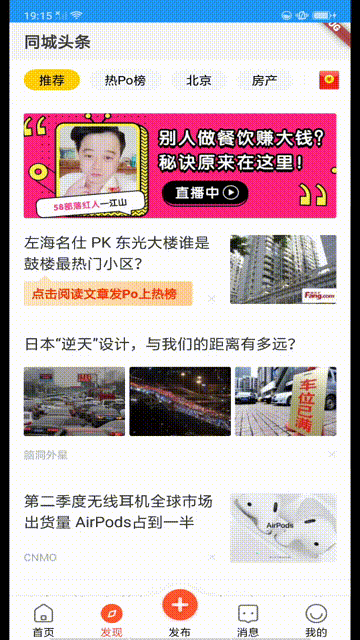 19:15
同城头条
推荐 热Po榜 北京 房产
别人做餐饮赚大钱?
秘诀原来在这里!
直播中
58部落红人—江山
左海名仕 PK 东光大楼谁是
鼓楼最热门小区?
点击阅读文章发Po上热榜
Fang.com
日本“逆天”设计，与我们的距离有多远？
车位已满
脑洞外星
第二季度无线耳机全球市场
出货量 AirPods占到一半
AirPods
CNMO
首页 发现 发布 消息 我的